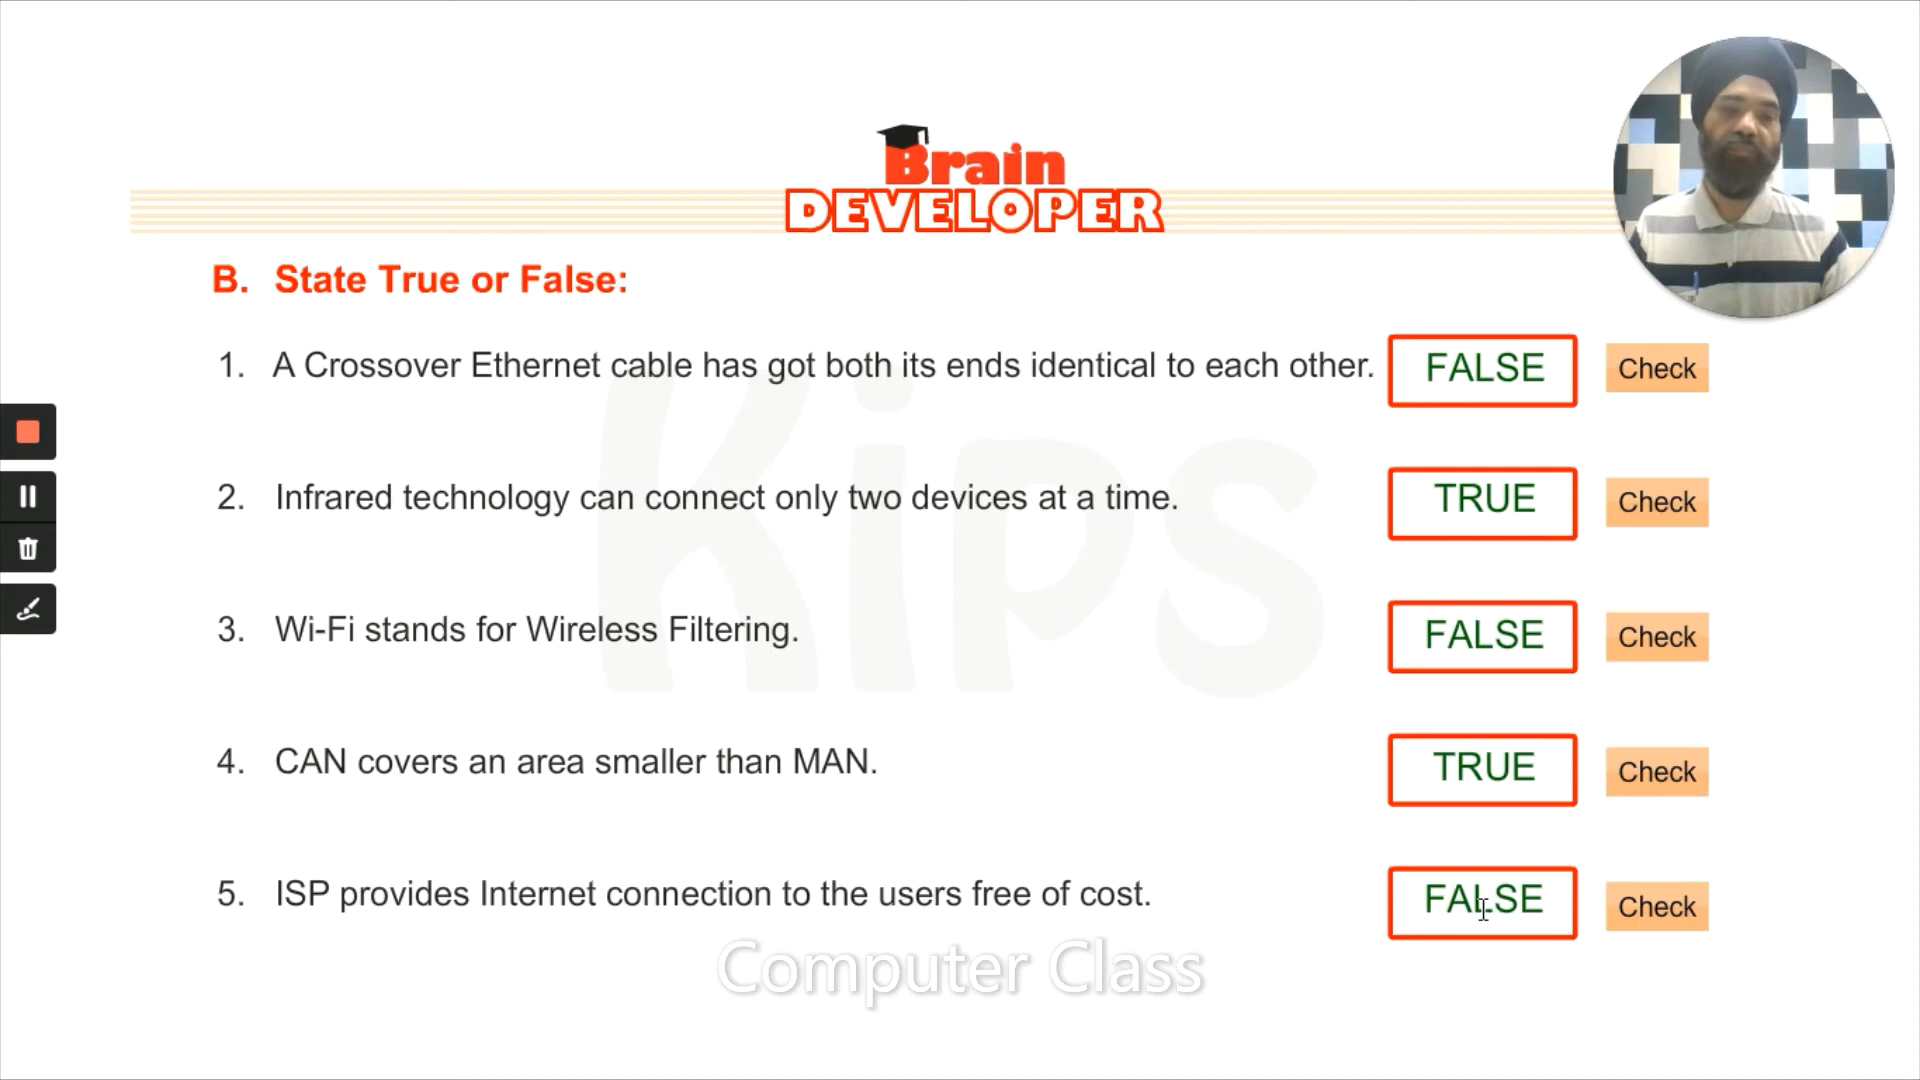 Brain
DEVELOPER
B. State True or False:
1. A Crossover Ethernet cable has got both its ends identical to each other. FALSE Check
2. Infrared technology can connect only two devices at a time. TRUE Check
3. Wi-Fi stands for Wireless Filtering. FALSE Check
4. CAN covers an area smaller than MAN. TRUE Check
5. ISP provides Internet connection to the users free of cost. FALSE Check
Kips
Computer Class